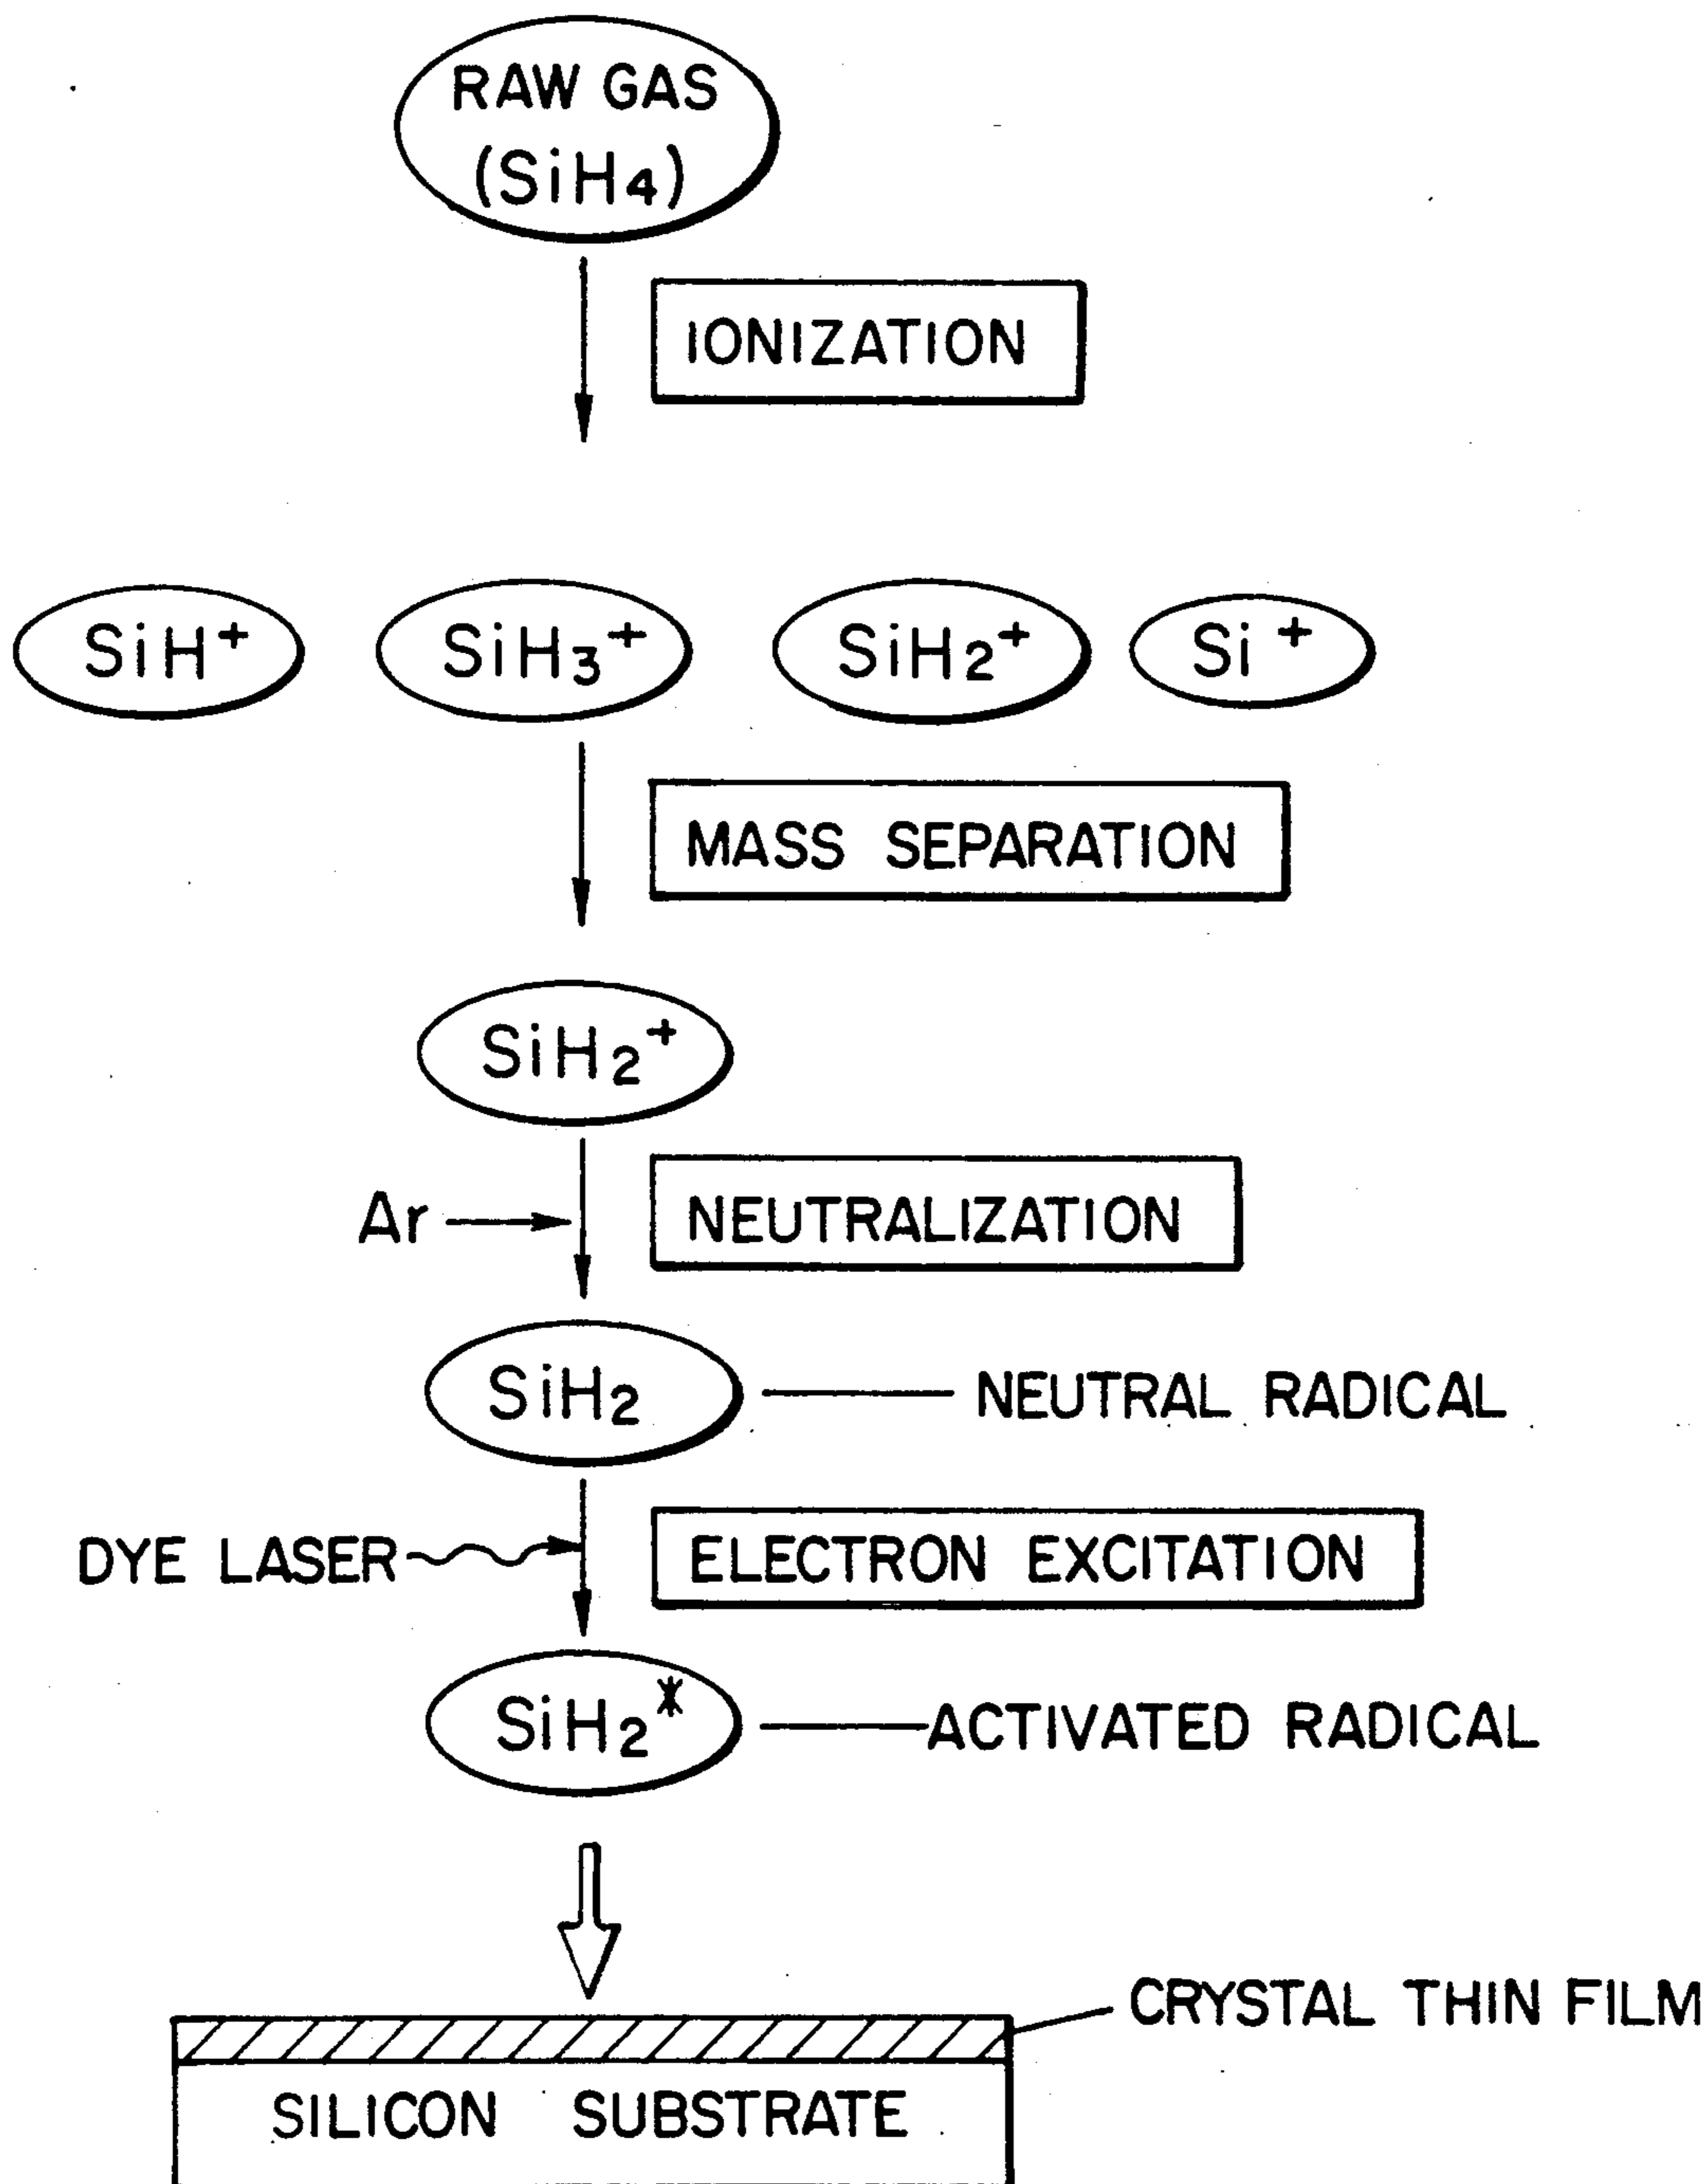 RAW GAS
(SiH4)
IONIZATION
SiH+ SiH3+ SiH2+ Si+
MASS SEPARATION
SiH2+
Ar NEUTRALIZATION
SiH2 NEUTRAL RADICAL
DYE LASER ELECTRON EXCITATION
SiH2* ACTIVATED RADICAL
CRYSTAL THIN FILM
SILICON SUBSTRATE